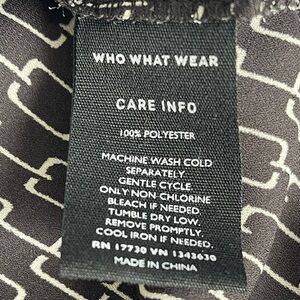 WHO WHAT WEAR
CARE INFO
100% POLYESTER
MACHINE WASH COLD
SEPARATELY
GENTLE CYCLE.
ONLY NON CHLORINE
BLEACH IF NEEDED.
TUMBLE DRY LOW.
REMOVE PROMPTLY.
COOL IRON IF NEEDED.
RN 17730 VN 1343630
MADE IN CHINA